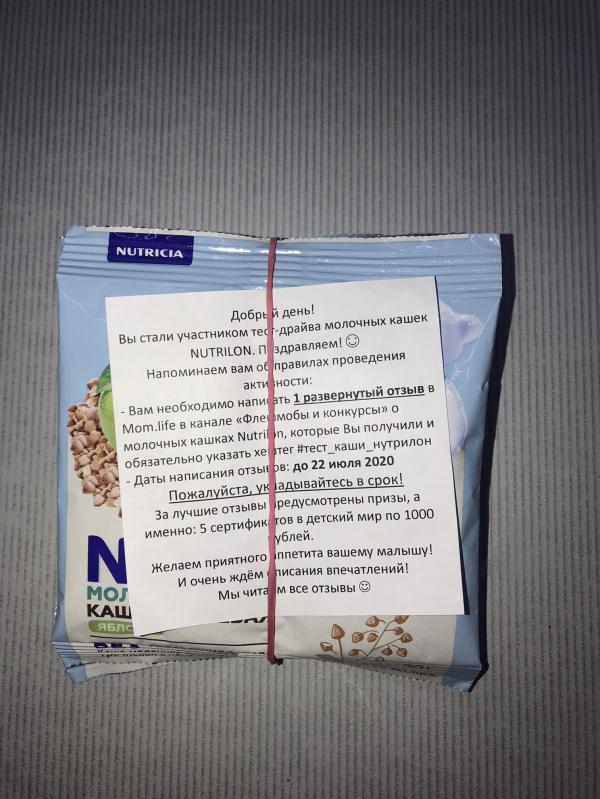 NUTRICIA
Добрый день!
Вы стали участником тест-драйва молочных кашек
NUTRILON. Поздравляем! ☺
Напоминаем вам об правилах проведения
активности:
- Вам необходимо написать 1 развернутый отзыв в
Mom.life в канале «Флешмобы и конкурсы» о
молочных кашках Nutrilon, которые Вы получили и
обязательно указать хештег #тест_каши_нутрилон
- Даты написания отзывов: до 22 июля 2020
Пожалуйста, укладывайтесь в срок!
За лучшие отзывы предусмотрены призы, а
именно: 5 сертификатов в детский мир по 1000
рублей.
Желаем приятного аппетита вашему малышу!
И очень ждём описания впечатлений!
Мы читаем все отзывы ☺
N
МОЛ
КАШ
ЯБЛО